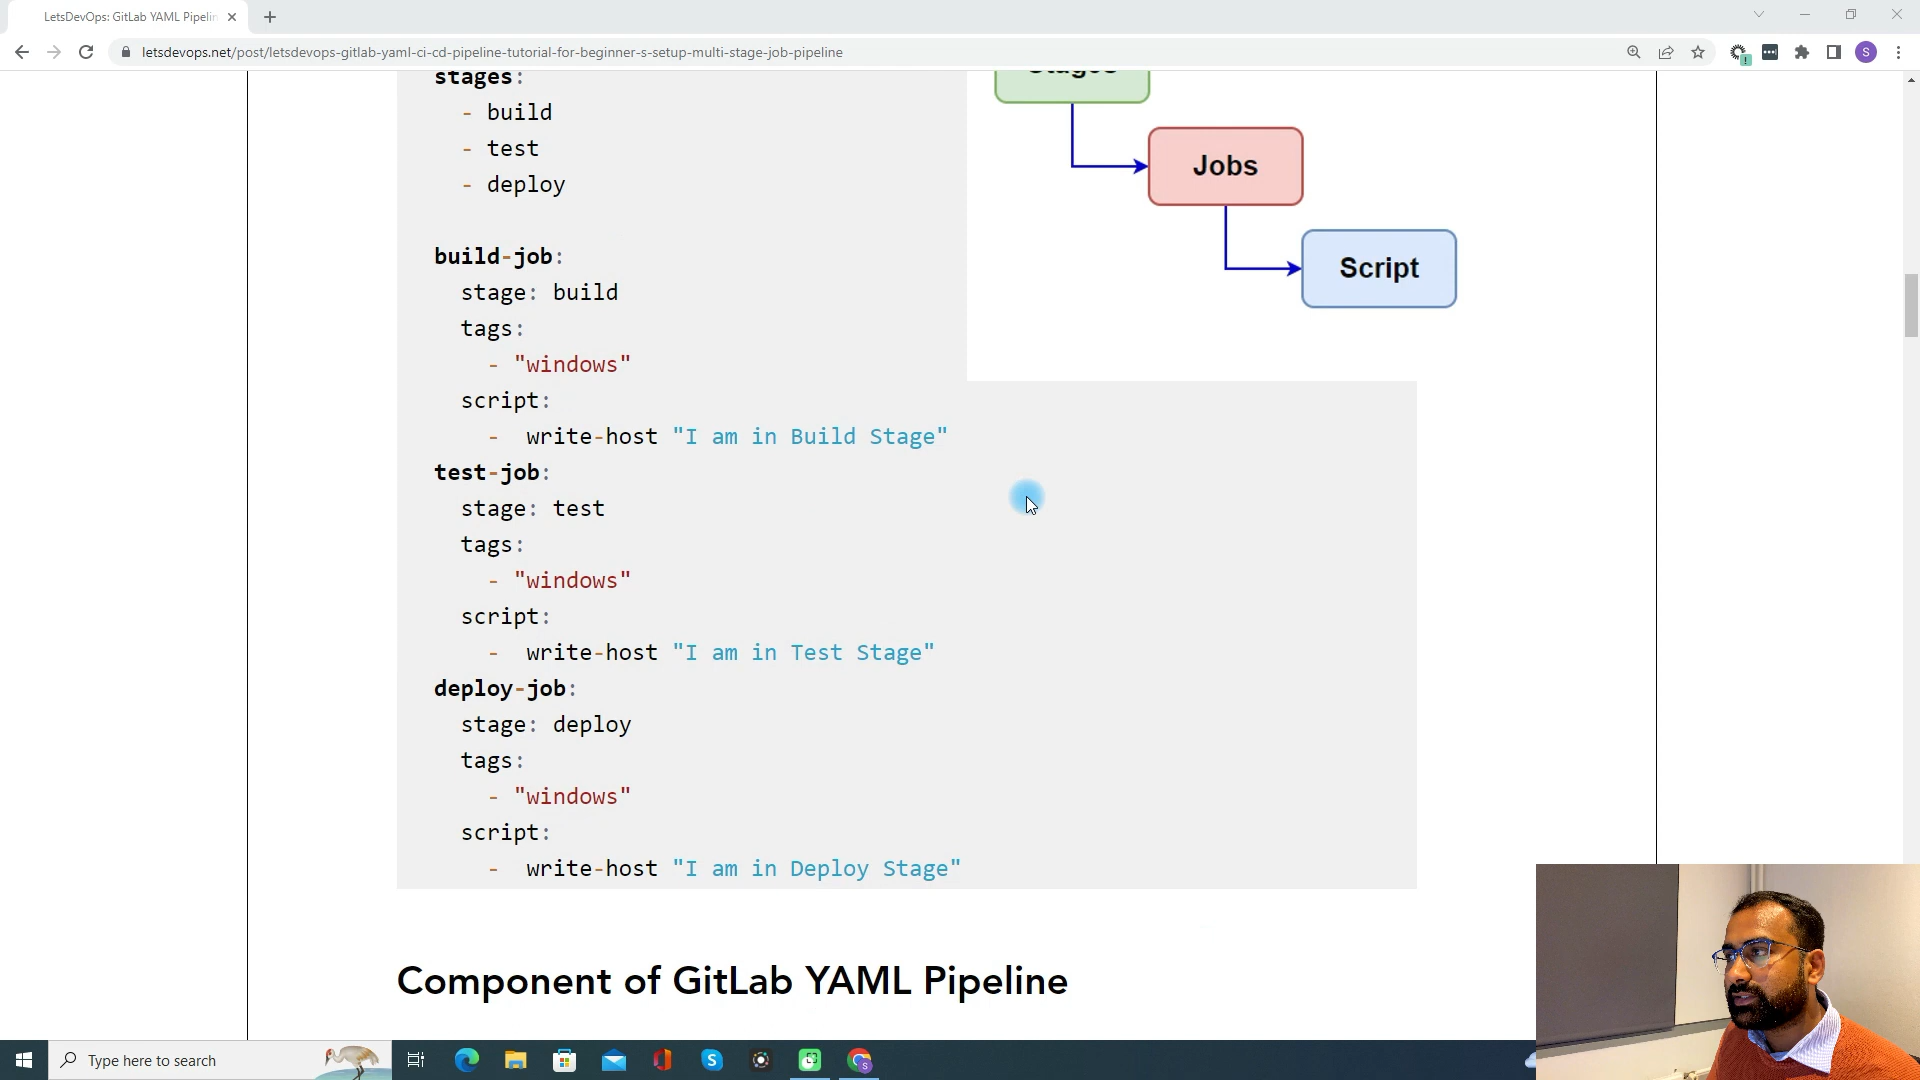 LetsDevOps: GitLab YAML Pipelin
letsdevops.net/post/letsdevops-gitlab-yaml-ci-cd-pipeline-tutorial-for-beginner-s-setup-multi-stage-job-pipeline
S
stages:
- build
- test
- deploy
build-job:
stage: build
tags:
- "windows"
script:
- write-host "I am in Build Stage"
test-job:
stage: test
tags:
- "windows"
script:
- write-host "I am in Test Stage"
deploy-job:
stage: deploy
tags:
- "windows"
script:
- write-host "I am in Deploy Stage"
Stages
Jobs
Script
Component of GitLab YAML Pipeline
Type here to search